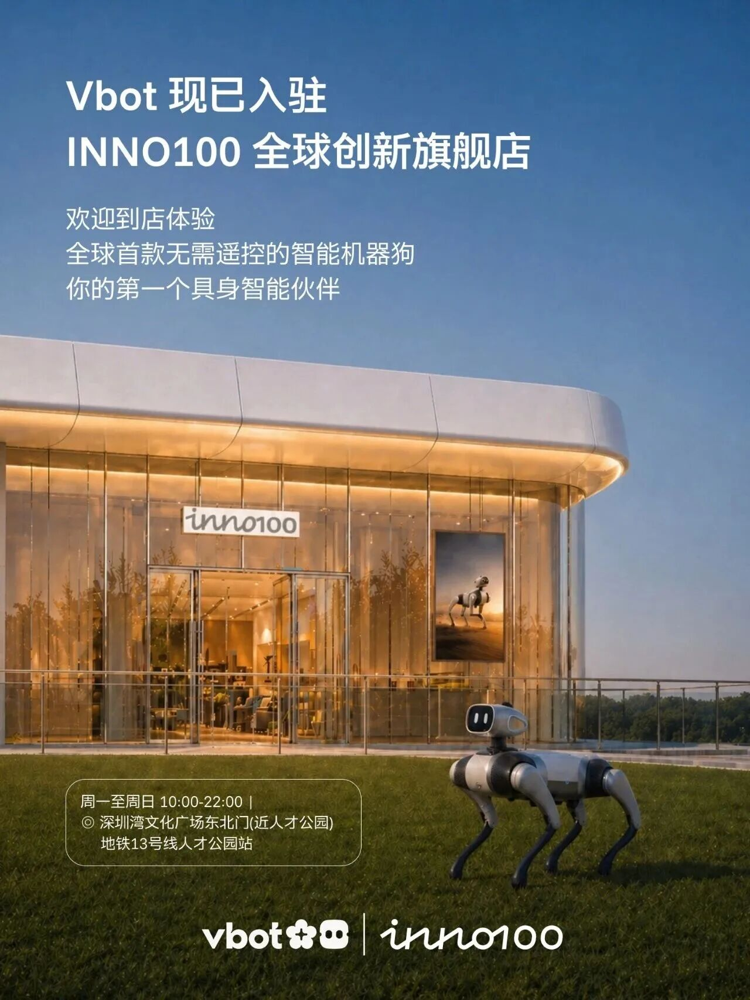 Vbot 现已入驻
INNO100 全球创新旗舰店
欢迎到店体验
全球首款无需遥控的智能机器狗
你的第一个具身智能伙伴
inno100
周一至周日 10:00-22:00 |
◎ 深圳湾文化广场东北门(近人才公园)
地铁13号线人才公园站
vbot | inno100